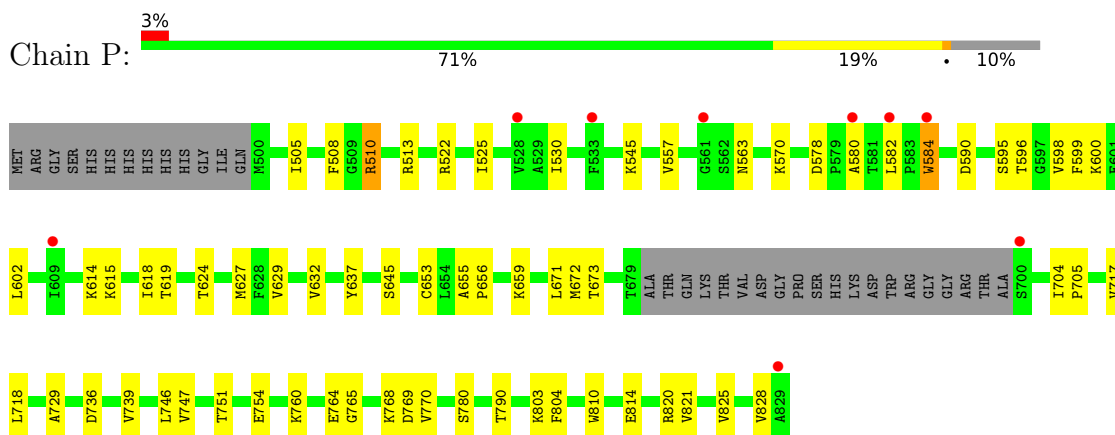 3%
Chain P:
71% 19% • 10%
MET ARG GLY SER HIS HIS HIS HIS HIS HIS GLY ILE GLN M500 I505 F508 G509 R510 R513 R522 I525 V528 A529 I530 F533 K545 V557 G561 S562 N563 K570 D578 P579 A580 T581 L582 P583 W584 D590 S595 T596 G597 V598 F599 K600 E601
L602 I609 K614 K615 I618 T619 T624 M627 F628 V629 V632 Y637 S645 C653 L654 A655 P656 K659 L671 M672 T673 T679 ALA THR GLN LYS THR VAL ASP GLY PRO SER HIS LYS ASP TRP ARG GLY GLY ARG THR ALA S700 I704 P705 V717
L718 A729 D736 V739 L746 V747 T751 E754 K760 E764 G765 K768 D769 V770 S780 T790 K803 F804 W810 E814 R820 V821 V825 V828 A829